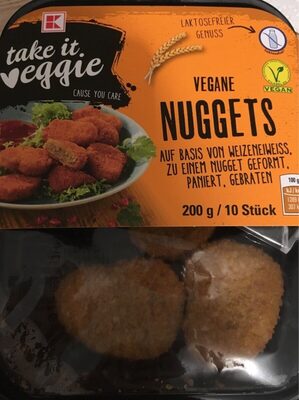 K
take it
veggie
CAUSE YOU CARE
LAKTOSEFREIER
GENUSS
VEGAN
VEGANE
NUGGETS
AUF BASIS VON WEIZENEIWEISS,
ZU EINEM NUGGET GEFORMT,
PANIERT, GEBRATEN
200 g / 10 Stück
100 g